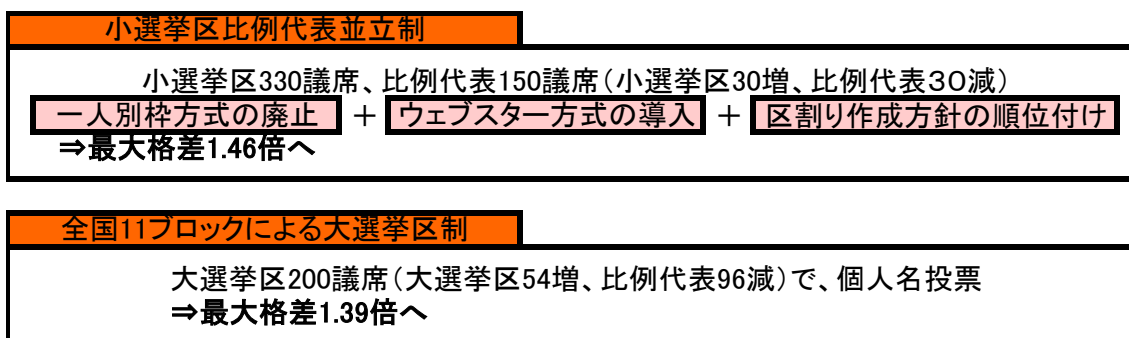 小選挙区比例代表並立制
小選挙区330議席、比例代表150議席(小選挙区30増、比例代表３０減)
一人別枠方式の廃止 ＋ ウェブスター方式の導入 ＋ 区割り作成方針の順位付け
⇒最大格差1.46倍へ
全国11ブロックによる大選挙区制
大選挙区200議席(大選挙区54増、比例代表96減)で、個人名投票
⇒最大格差1.39倍へ